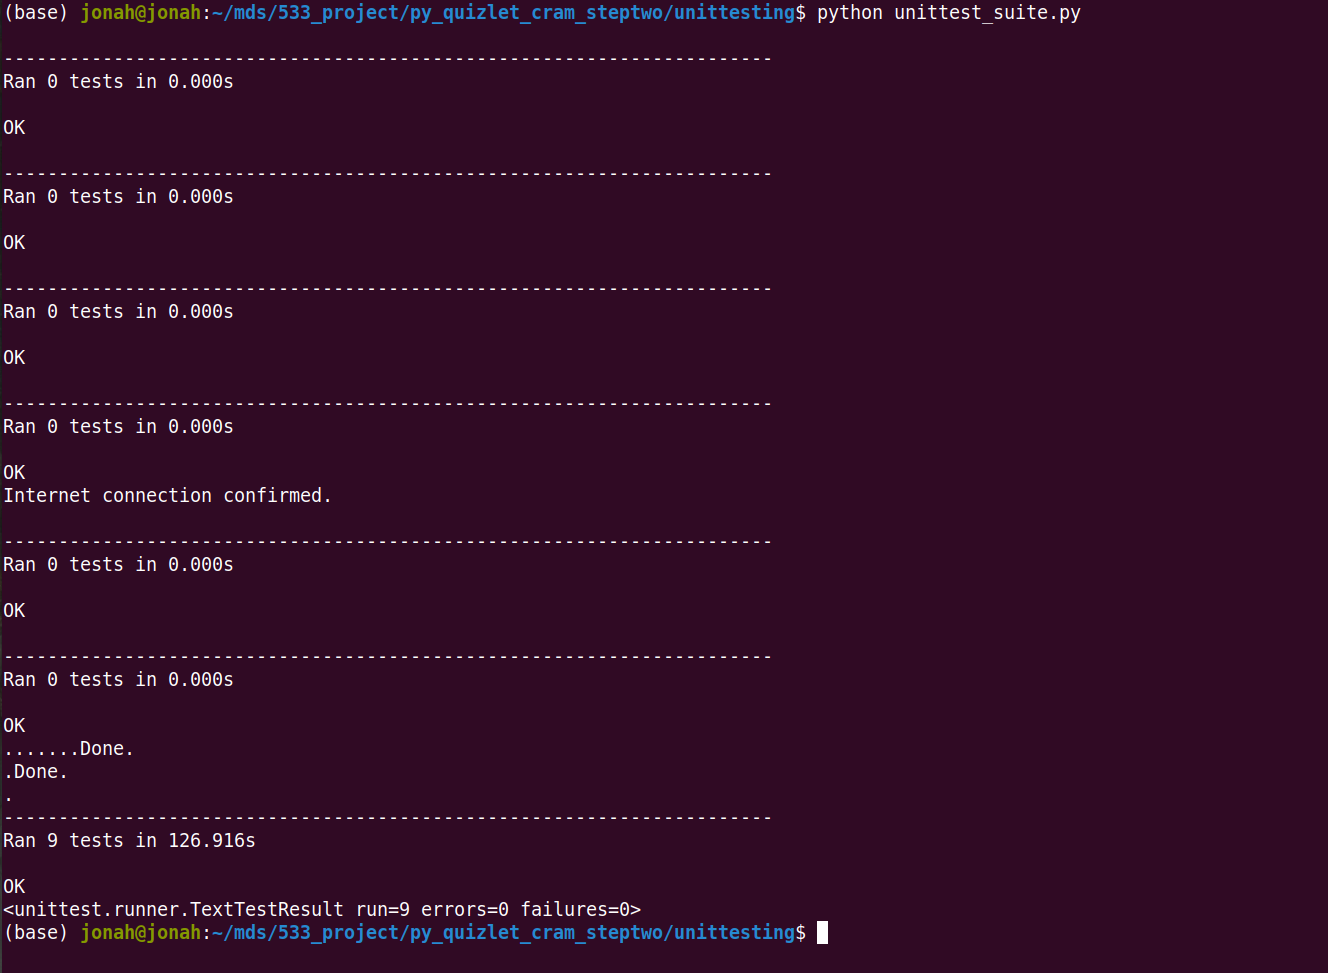 (base) jonah@jonah:~/mds/533_project/py_quizlet_cram_steptwo/unittesting$ python unittest_suite.py
----------------------------------------------------------------------
Ran 0 tests in 0.000s
OK
----------------------------------------------------------------------
Ran 0 tests in 0.000s
OK
----------------------------------------------------------------------
Ran 0 tests in 0.000s
OK
----------------------------------------------------------------------
Ran 0 tests in 0.000s
OK
Internet connection confirmed.
----------------------------------------------------------------------
Ran 0 tests in 0.000s
OK
----------------------------------------------------------------------
Ran 0 tests in 0.000s
OK
.......Done.
.Done.
.
----------------------------------------------------------------------
Ran 9 tests in 126.916s
OK
<unittest.runner.TextTestResult run=9 errors=0 failures=0>
(base) jonah@jonah:~/mds/533_project/py_quizlet_cram_steptwo/unittesting$